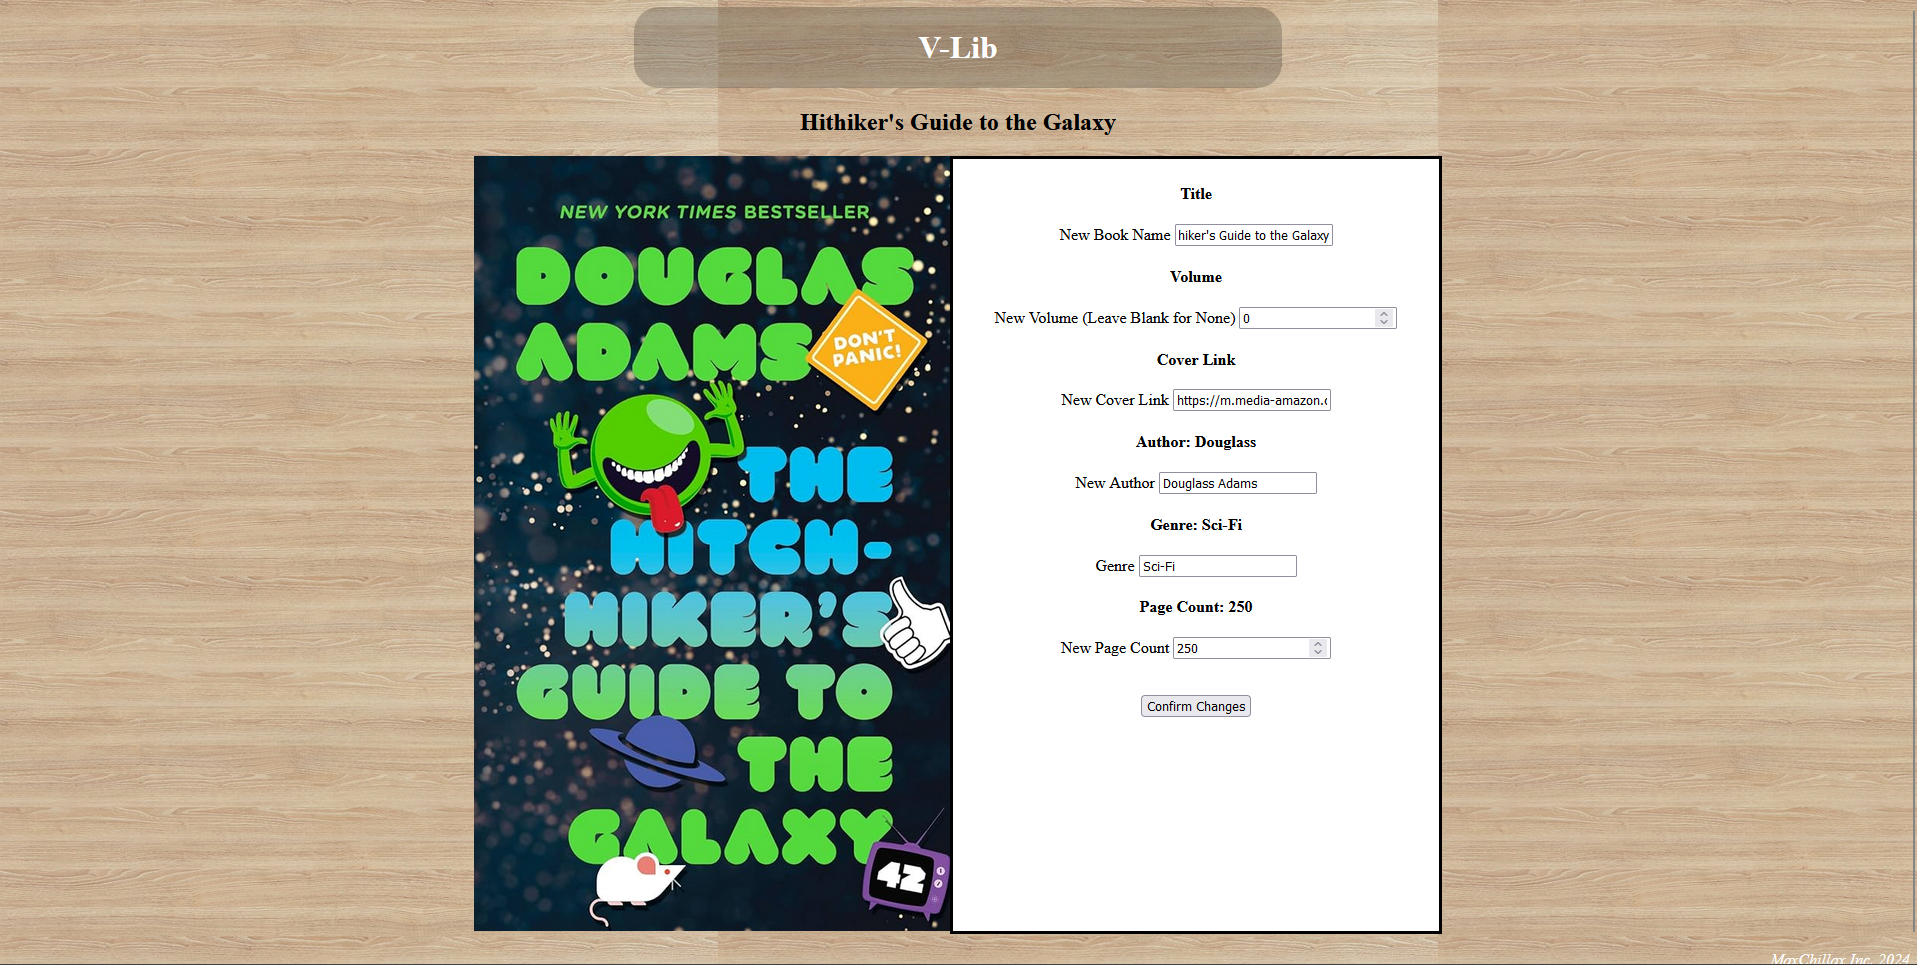 V-Lib
Hithiker's Guide to the Galaxy
NEW YORK TIMES BESTSELLER
DOUGLAS
ADAMS
DON'T
PANIC!
THE
HITCH-
HIKER'S
GUIDE TO
THE
GALAXY
42
Title
New Book Name hiker's Guide to the Galaxy
Volume
New Volume (Leave Blank for None) 0
Cover Link
New Cover Link https://m.media-amazon.c
Author: Douglass
New Author Douglass Adams
Genre: Sci-Fi
Genre Sci-Fi
Page Count: 250
New Page Count 250
Confirm Changes
MaxChillax Inc. 2024